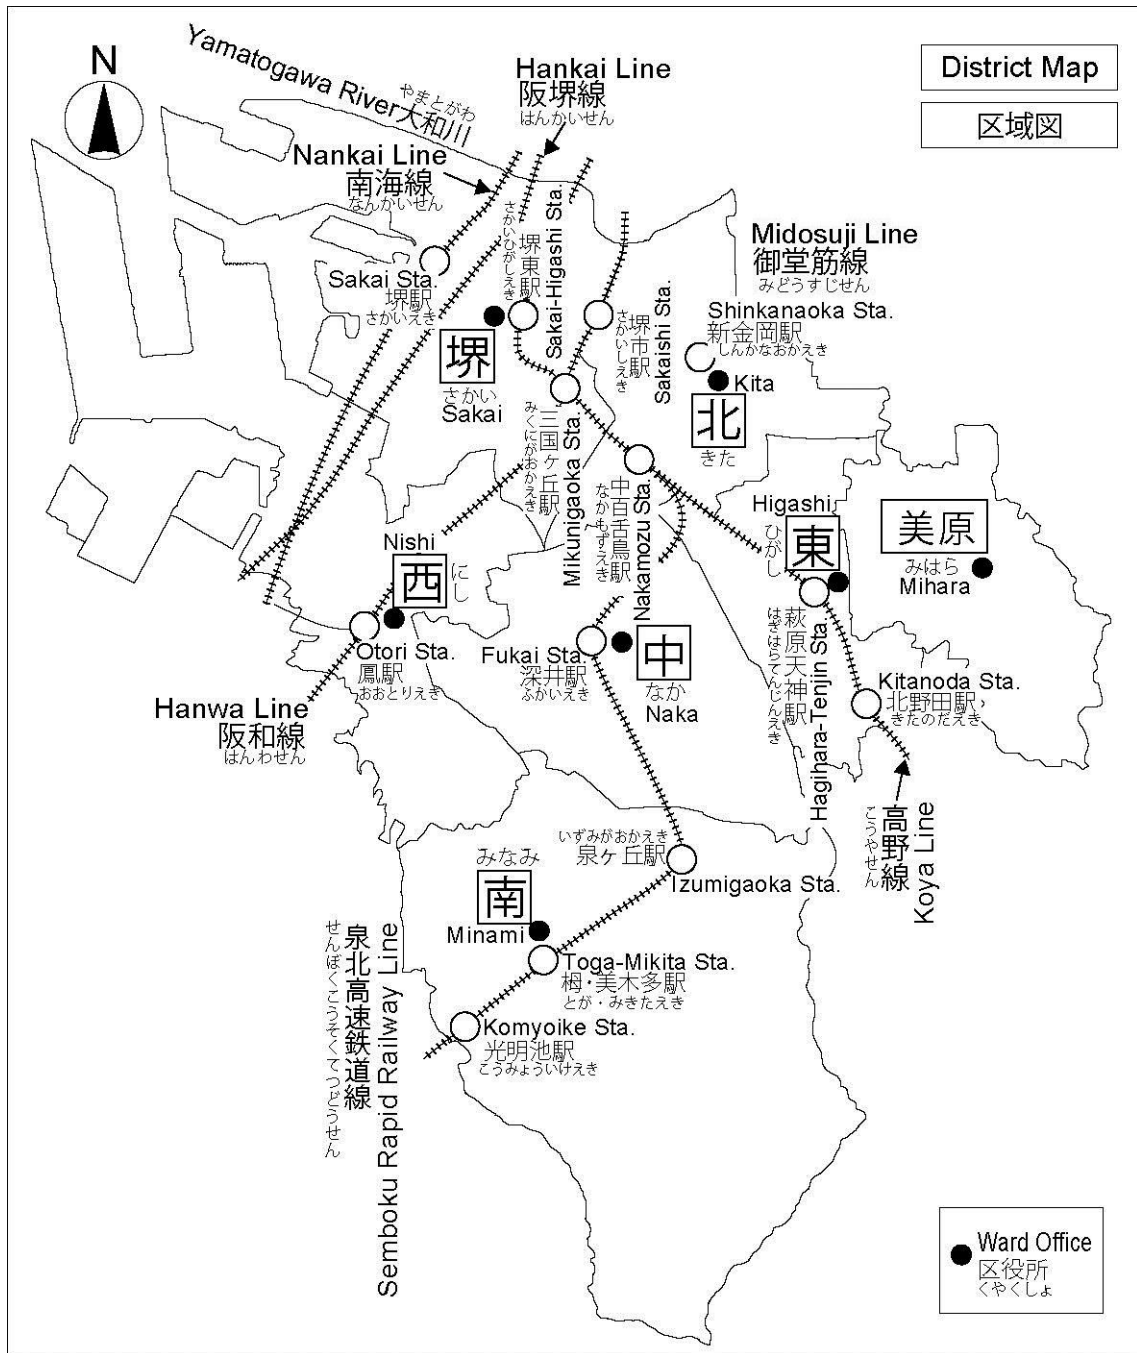 District Map
区域図
N
Yamatogawa River大和川
やまとがわ
Hankai Line
阪堺線
はんかいせん
Nankai Line
南海線
なんかいせん
Midosuji Line
御堂筋線
みどうすじせん
Sakai Sta.
堺駅
さかいえき
さかいひがしえき
堺東駅
Sakai-Higashi Sta.
さかいしえき
堺市駅
Sakaishi Sta.
Shinkanaoka Sta.
新金岡駅
しんかなおかえき
堺
さかい
Sakai
Kita
北
きた
みくにがおかえき
三国ヶ丘駅
Mikunigaoka Sta.
なかもずえき
中百舌鳥駅
Nakamozu Sta.
Higashi
東
ひがし
美原
みはら
Mihara
Nishi
西
にし
Otori Sta.
鳳駅
おおとりえき
Hanwa Line
阪和線
はんわせん
Fukai Sta.
深井駅
ふかいえき
中
なか
Naka
はぎはらてんじんえき
萩原天神駅
Hagihara-Tenjin Sta.
Kitanoda Sta.
北野田駅
きたのだえき
こうやせん
高野線
Koya Line
いずみがおかえき
泉ヶ丘駅
Izumigaoka Sta.
みなみ
南
Minami
Toga-Mikita Sta.
栂・美木多駅
とが・みきたえき
Komyoike Sta.
光明池駅
こうみょういけえき
せんぼくこうそくてつどうせん
泉北高速鉄道線
Semboku Rapid Railway Line
Ward Office
区役所
くやくしょ